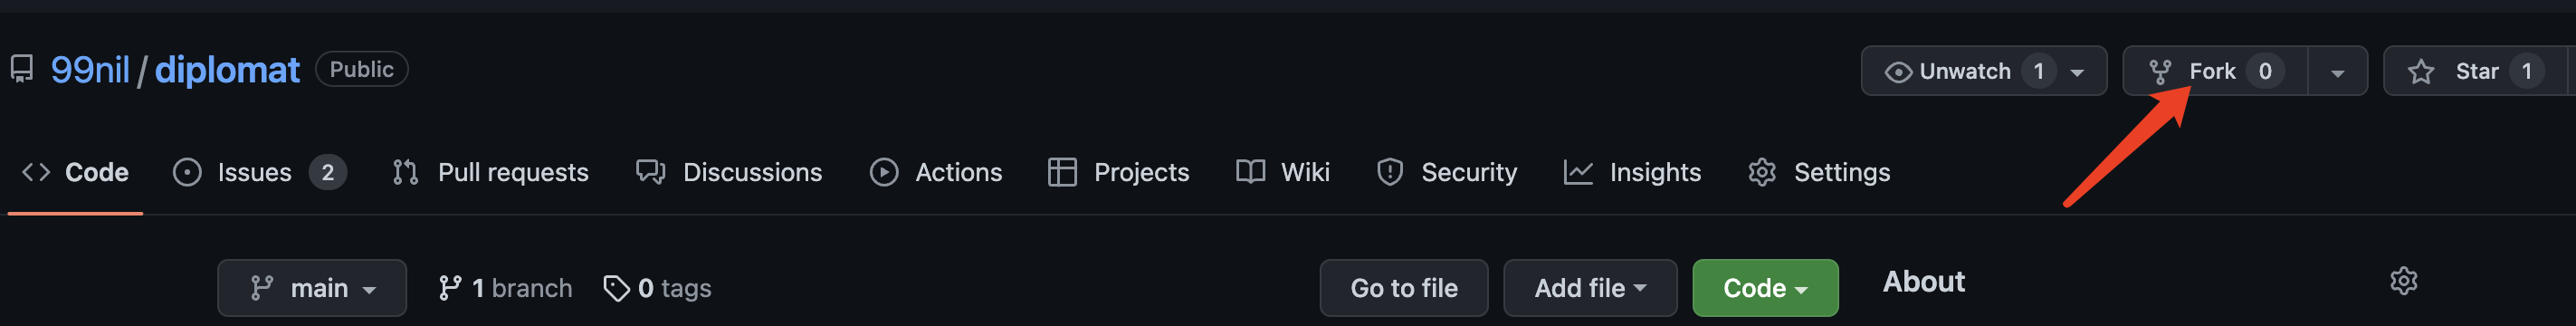 99nil / diplomat Public Unwatch 1 Fork 0 Star 1
Code Issues 2 Pull requests Discussions Actions Projects Wiki Security Insights Settings
main 1 branch 0 tags Go to file Add file Code About